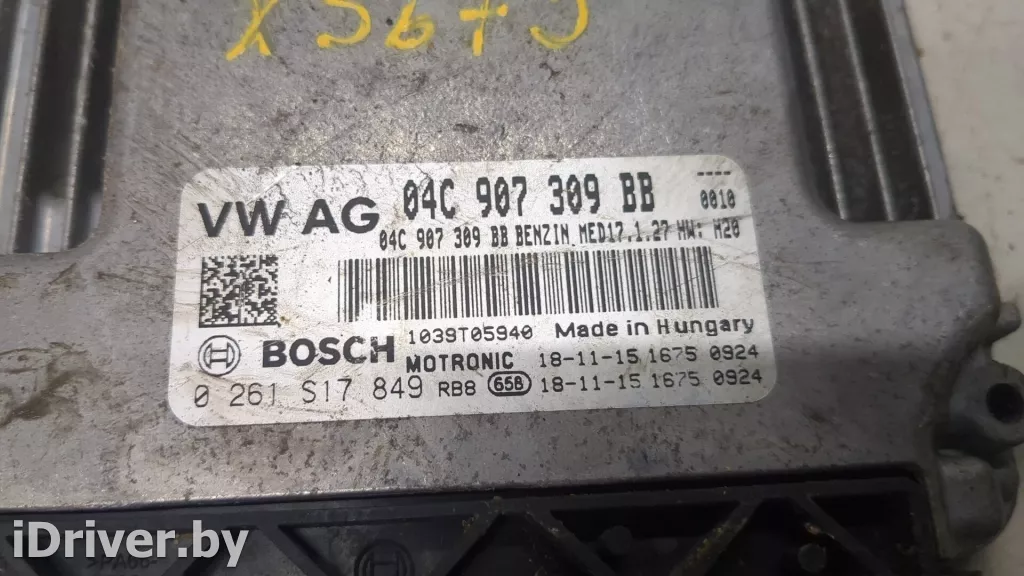 VW AG 04C 907 309 BB ----
0010
04C 907 309 BB BENZIN MED17.1.27 HW: H20
BOSCH 1039T05940 Made in Hungary
MOTRONIC 18-11-15 1675 0924
0 261 S17 849 RB8 658 18-11-15 1675 0924
iDriver.by